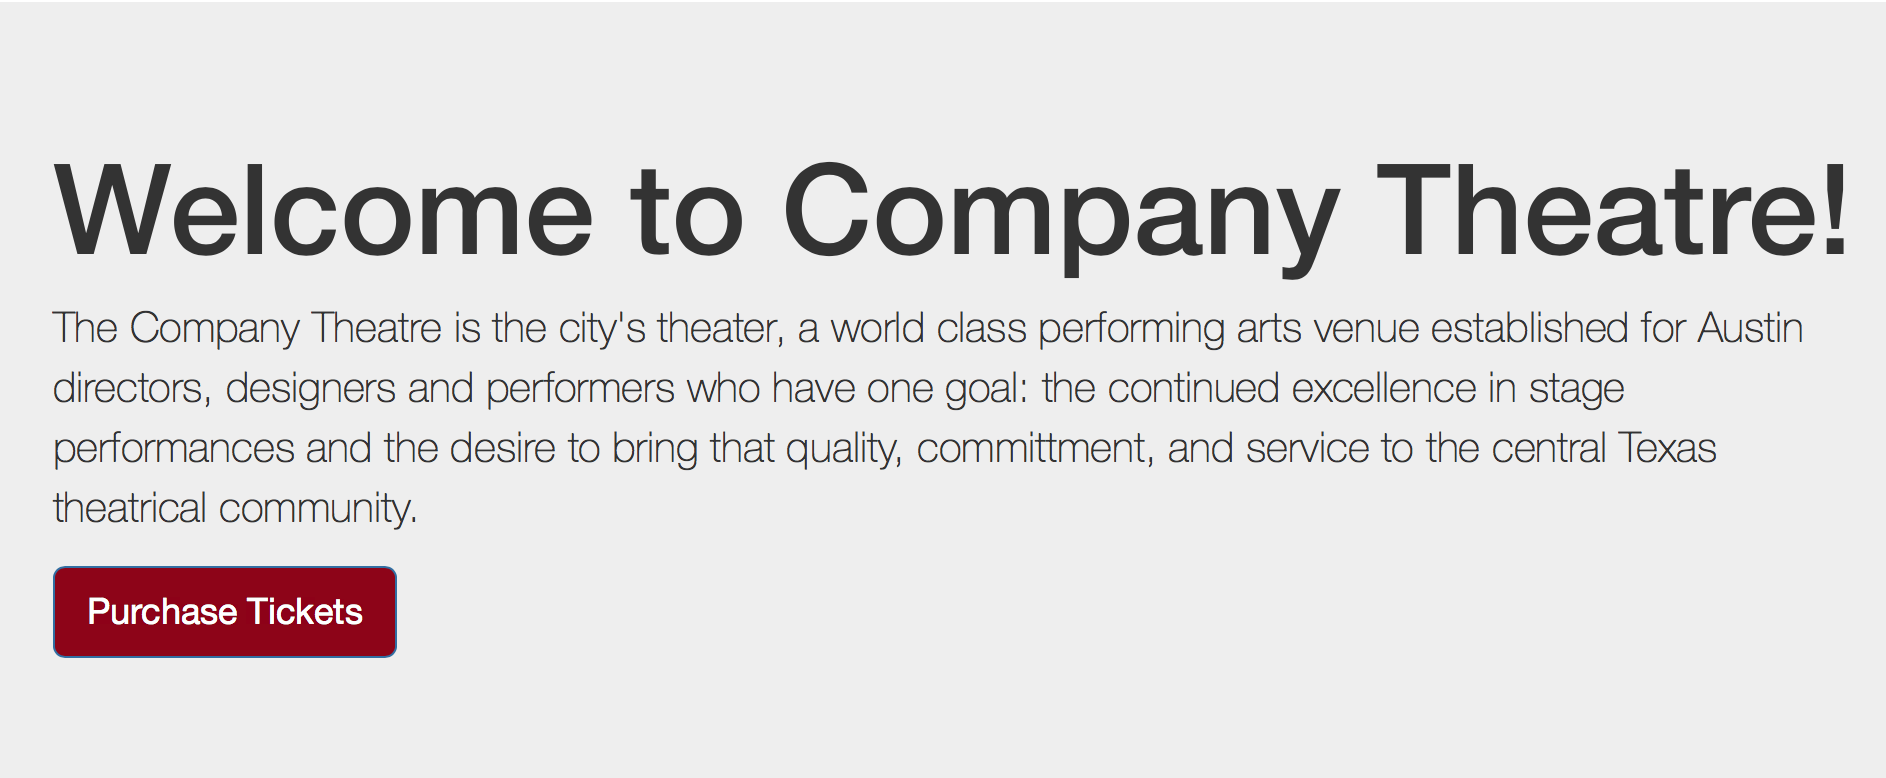 Welcome to Company Theatre!
The Company Theatre is the city's theater, a world class performing arts venue established for Austin
directors, designers and performers who have one goal: the continued excellence in stage
performances and the desire to bring that quality, committment, and service to the central Texas
theatrical community.
Purchase Tickets